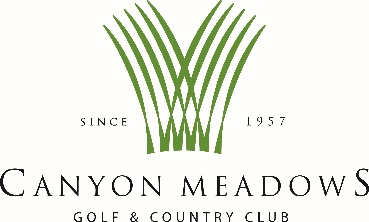 SINCE 1957
CANYON MEADOWS
GOLF & COUNTRY CLUB